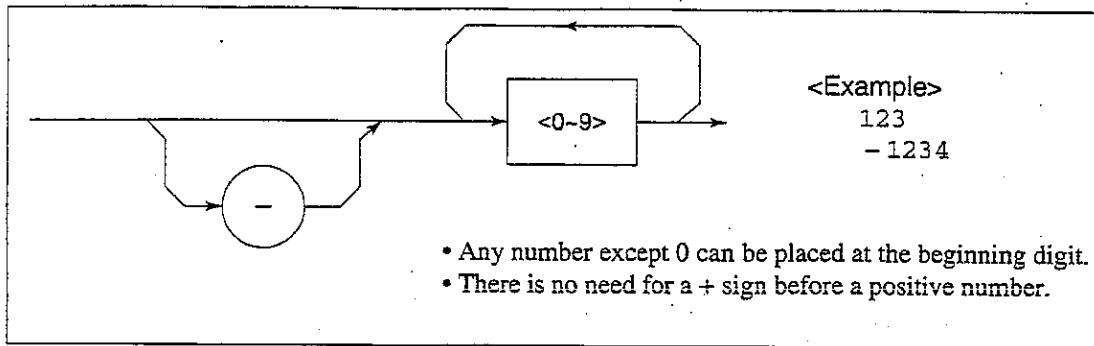 <0~9>
-
<Example>
123
-1234
• Any number except 0 can be placed at the beginning digit.
• There is no need for a + sign before a positive number.